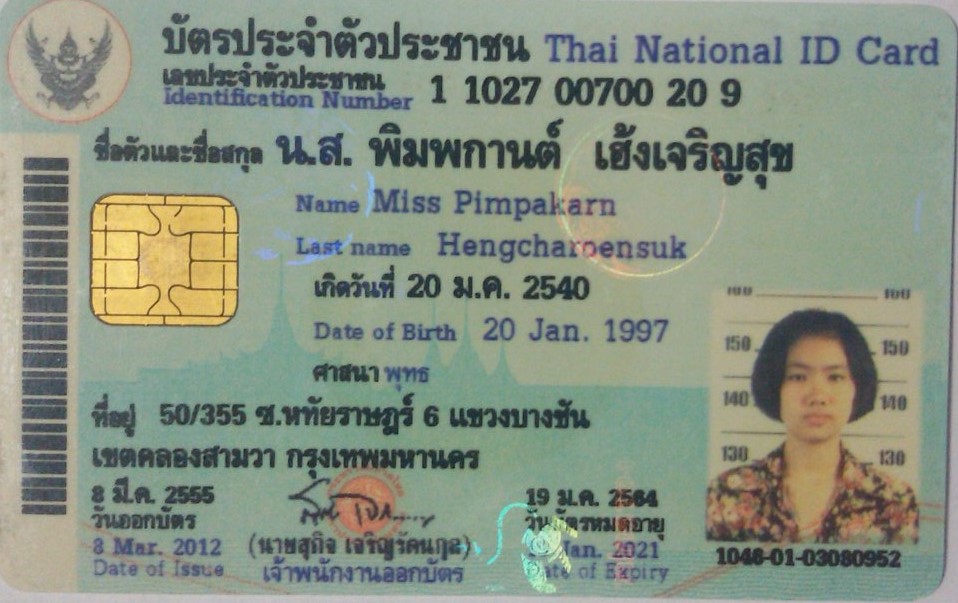 บัตรประจำตัวประชาชน Thai National ID Card
เลขประจำตัวประชาชน
Identification Number 1 1027 00700 20 9
ชื่อตัวและชื่อสกุล น.ส. พิมพกานต์ เฮ้งเจริญสุข
Name Miss Pimpakarn
Last name Hengcharoensuk
เกิดวันที่ 20 ม.ค. 2540
Date of Birth 20 Jan. 1997
ศาสนา พุทธ
ที่อยู่ 50/355 ซ.หทัยราษฎร์ 6 แขวงบางชัน
เขตคลองสามวา กรุงเทพมหานคร
8 มี.ค. 2555
วันออกบัตร
8 Mar. 2012
Date of Issue
(นายสุกิจ เจริญรัตนกุล)
เจ้าพนักงานออกบัตร
19 ม.ค. 2564
วันบัตรหมดอายุ
Jan. 2021
Date of Expiry
150 150
140 140
130 130
1048-01-03080952